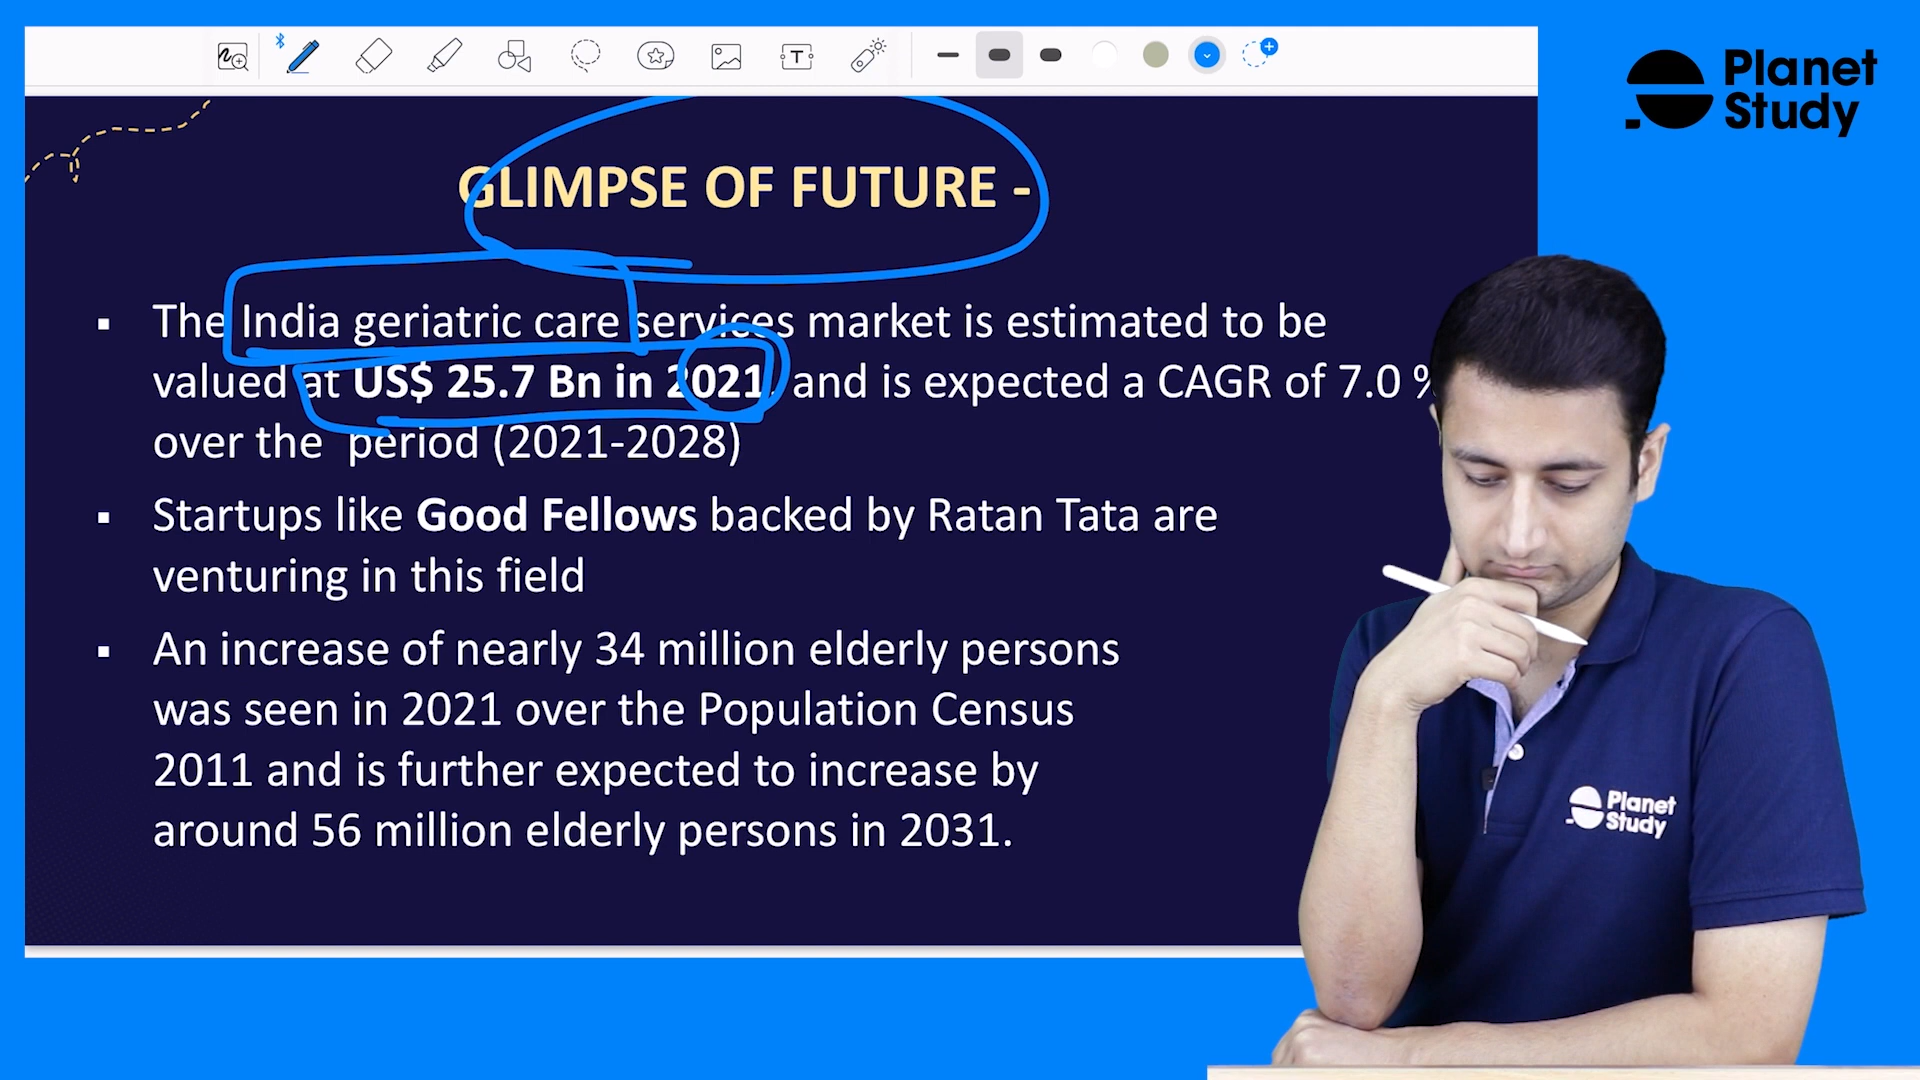 Planet
Study
GLIMPSE OF FUTURE -
▪ The India geriatric care services market is estimated to be
valued at US$ 25.7 Bn in 2021, and is expected a CAGR of 7.0 %
over the period (2021-2028)
▪ Startups like Good Fellows backed by Ratan Tata are
venturing in this field
▪ An increase of nearly 34 million elderly persons
was seen in 2021 over the Population Census
2011 and is further expected to increase by
around 56 million elderly persons in 2031.
Planet
Study